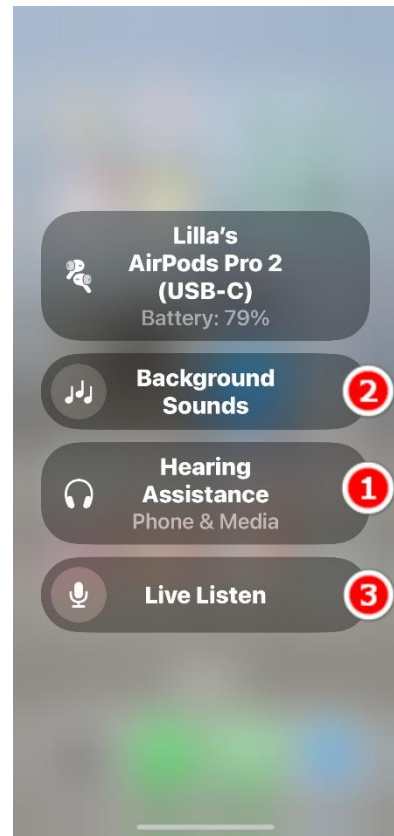 Lilla’s
AirPods Pro 2
(USB-C)
Battery: 79%
Background
Sounds
2
Hearing
Assistance
Phone & Media
1
Live Listen
3